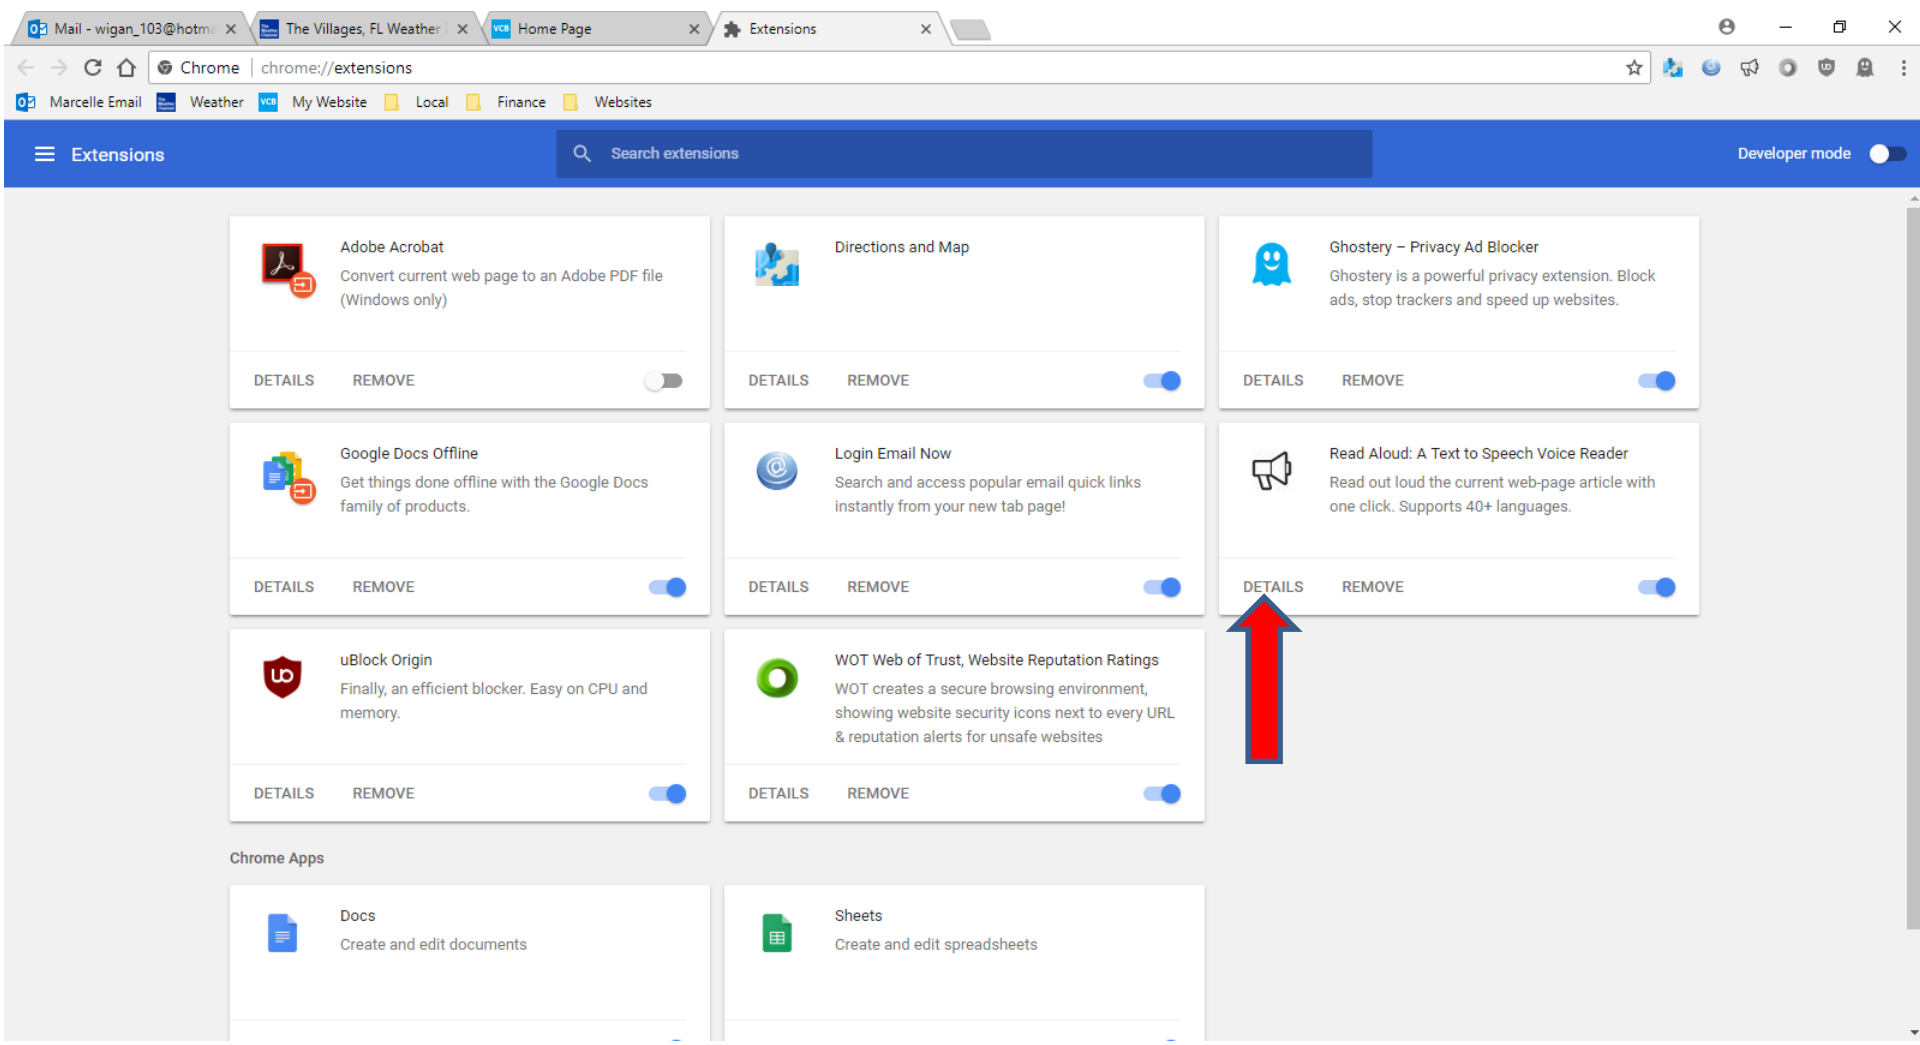 Mail - wigan_103@hotma
The Villages, FL Weather
Home Page
Extensions
Chrome
chrome://extensions
Marcelle Email
Weather
My Website
Local
Finance
Websites
Extensions
Search extensions
Developer mode
Adobe Acrobat
Convert current web page to an Adobe PDF file
(Windows only)
DETAILS
REMOVE
Directions and Map
DETAILS
REMOVE
Ghostery – Privacy Ad Blocker
Ghostery is a powerful privacy extension. Block
ads, stop trackers and speed up websites.
DETAILS
REMOVE
Google Docs Offline
Get things done offline with the Google Docs
family of products.
DETAILS
REMOVE
Login Email Now
Search and access popular email quick links
instantly from your new tab page!
DETAILS
REMOVE
Read Aloud: A Text to Speech Voice Reader
Read out loud the current web-page article with
one click. Supports 40+ languages.
DETAILS
REMOVE
uBlock Origin
Finally, an efficient blocker. Easy on CPU and
memory.
DETAILS
REMOVE
WOT Web of Trust, Website Reputation Ratings
WOT creates a secure browsing environment,
showing website security icons next to every URL
& reputation alerts for unsafe websites
DETAILS
REMOVE
Chrome Apps
Docs
Create and edit documents
Sheets
Create and edit spreadsheets